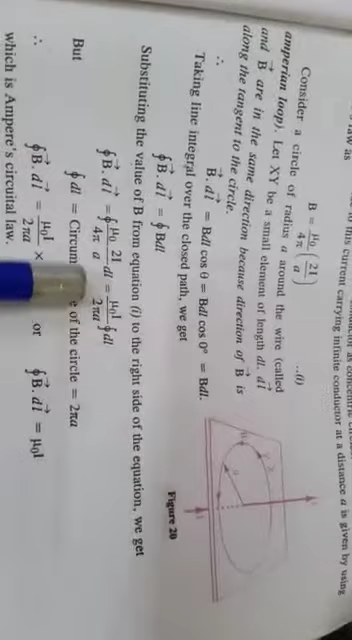 to this current carrying infinite conductor at a distance a is given by using
B = μ₀/4π (2I/a) ...(i)
Consider a circle of radius a around the wire (called
amperian loop). Let XY be a small element of length dl. dl⃗
and B⃗ are in the same direction because direction of B⃗ is
along the tangent to the circle.
∴ B⃗. dl⃗ = Bdl cos θ = Bdl cos 0° = Bdl.
Taking line integral over the closed path, we get
∮B⃗. dl⃗ = ∮Bdl
Figure 20
Substituting the value of B from equation (i) to the right side of the equation, we get
∮B⃗. dl⃗ = ∮ μ₀/4π 2I/a dl = μ₀I/2πa ∮dl
But ∮dl = Circum e of the circle = 2πa
∴ ∮B⃗. dl⃗ = μ₀I/2πa × or ∮B⃗. dl⃗ = μ₀I
which is Ampere's circuital law.